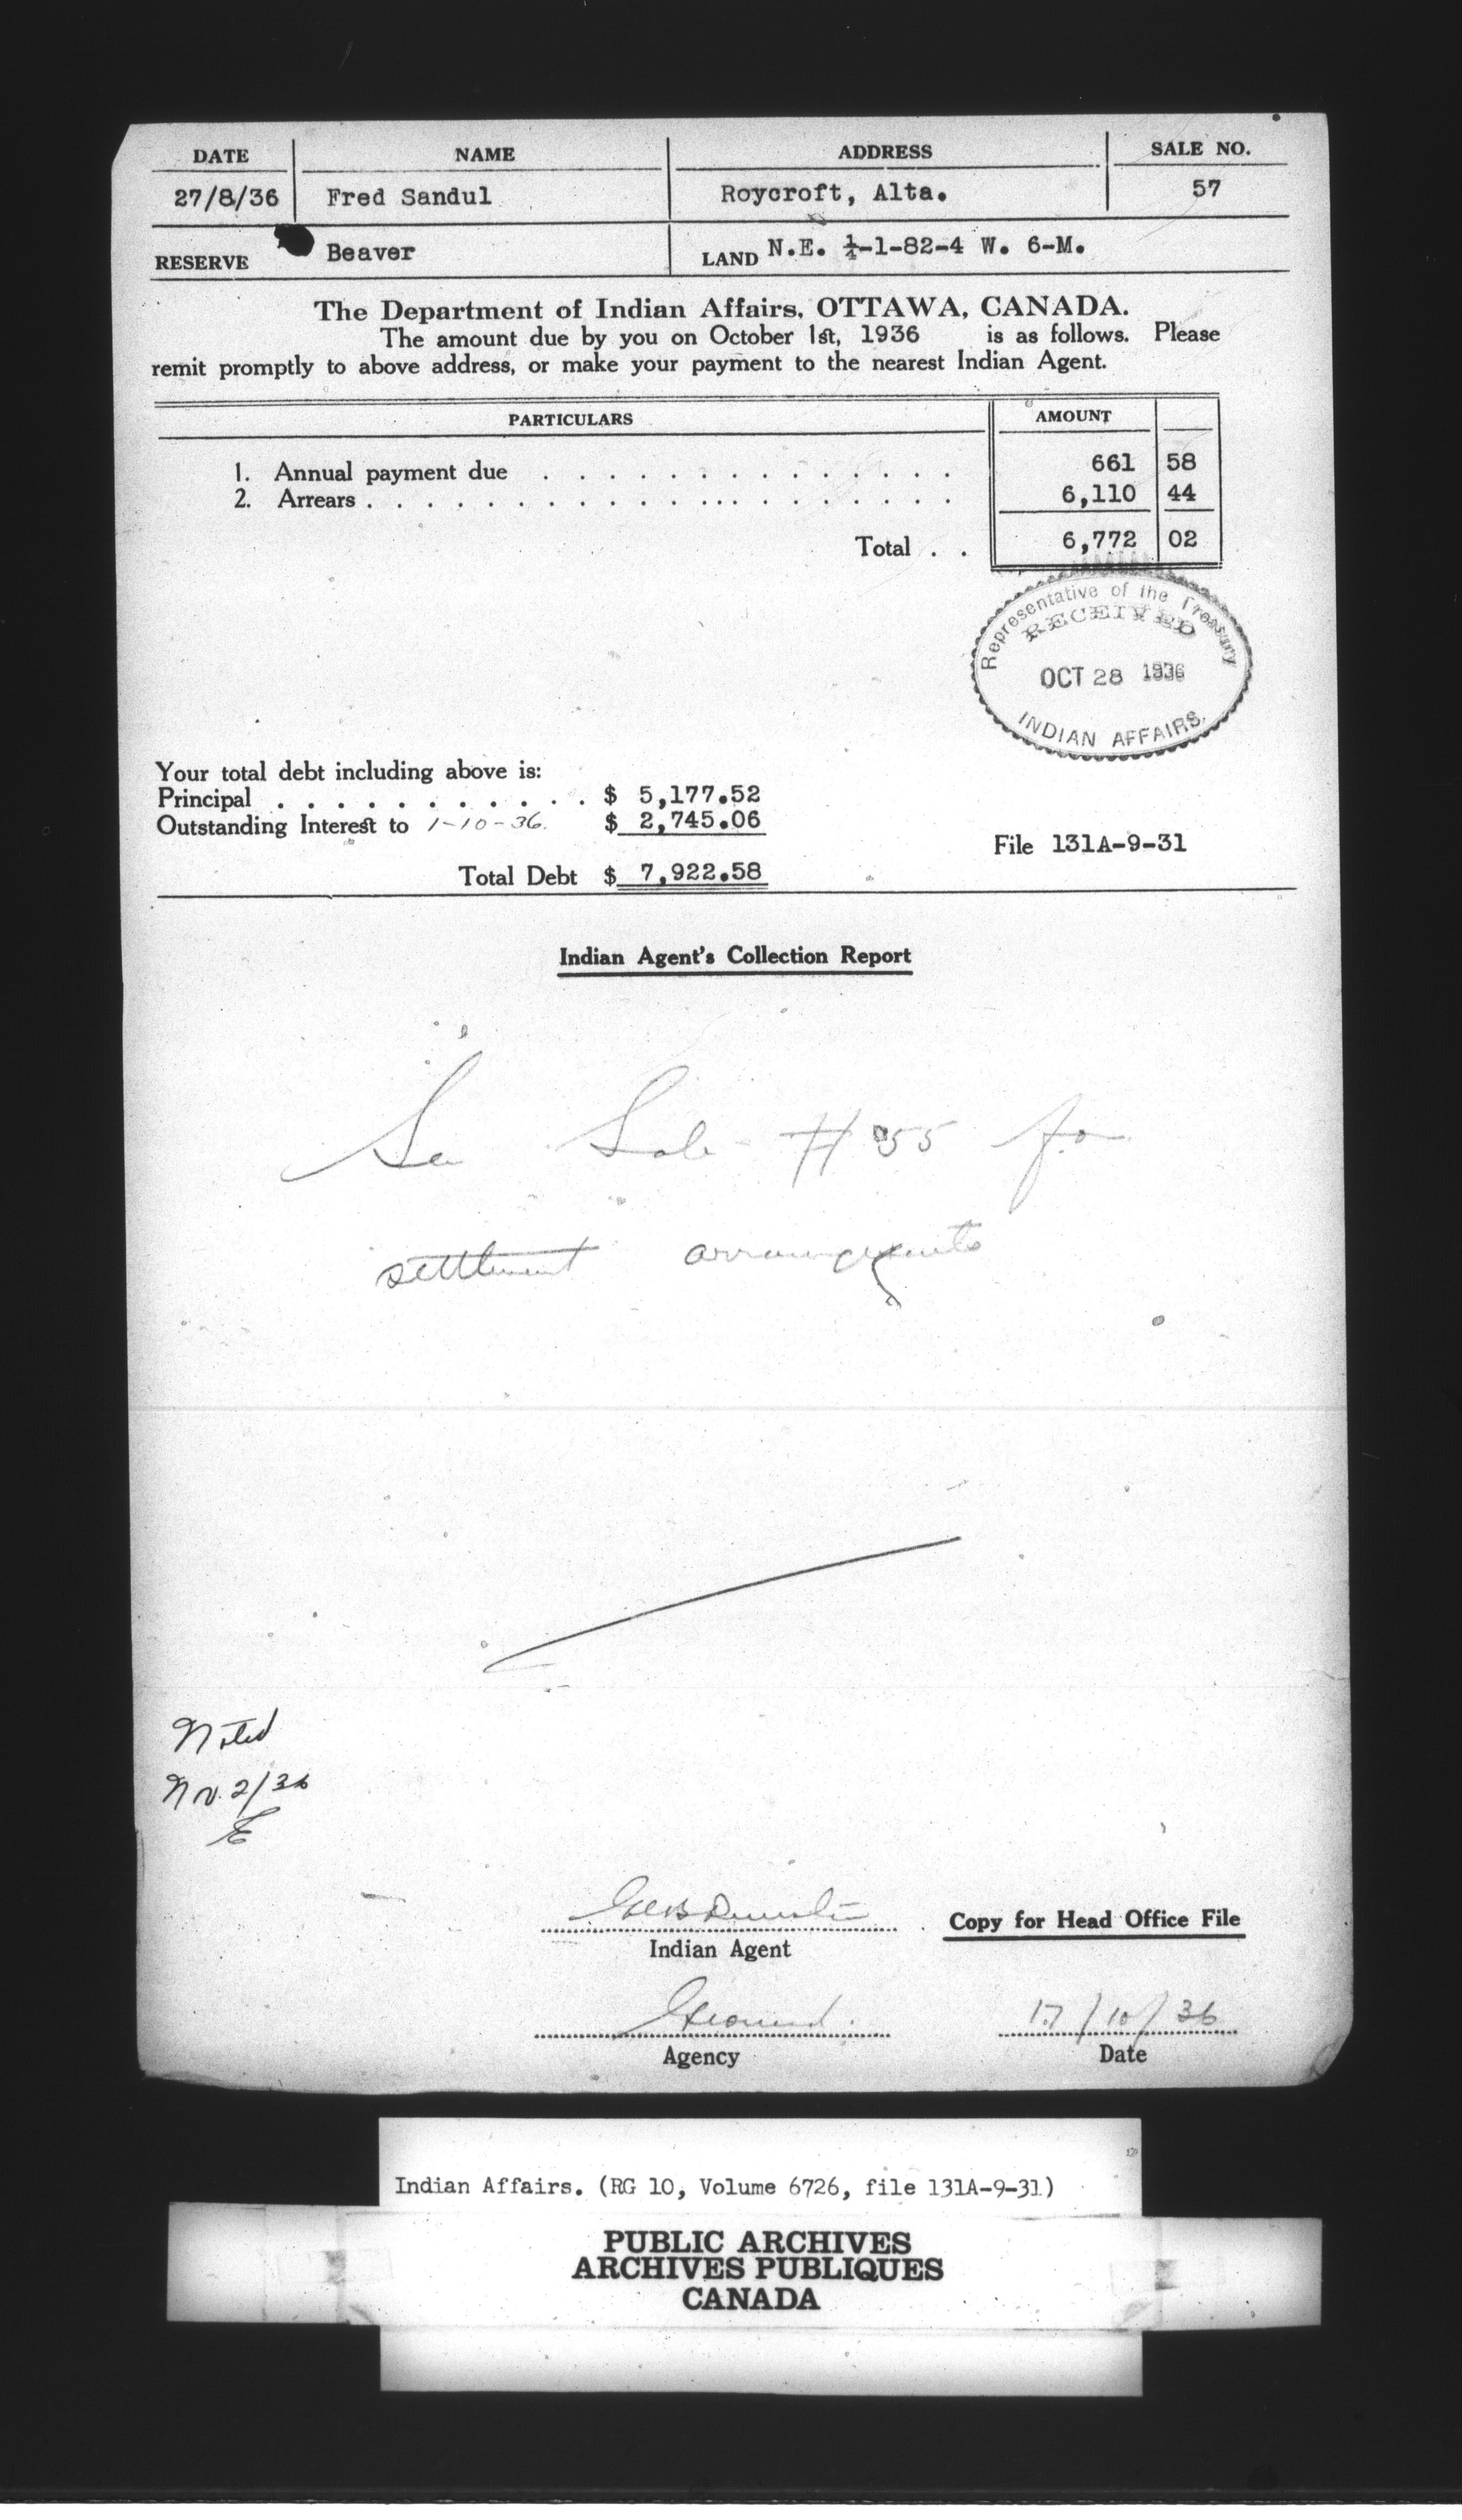 DATE NAME ADDRESS SALE NO.
27/8/36 Fred Sandul Roycroft, Alta. 57
RESERVE Beaver LAND N.E. ¼-1-82-4 W. 6-M.
The Department of Indian Affairs, OTTAWA, CANADA.
The amount due by you on October 1st, 1936 is as follows. Please
remit promptly to above address, or make your payment to the nearest Indian Agent.
PARTICULARS AMOUNT
1. Annual payment due . . . . . . . . . . . . . . 661 58
2. Arrears . . . . . . . . . . . . . . . . . . . . 6,110 44
Total . . 6,772 02
Representative of the Treasury
RECEIVED
OCT 28 1936
INDIAN AFFAIRS.
Your total debt including above is:
Principal . . . . . . . . . . . $ 5,177.52
Outstanding Interest to 1-10-36. $ 2,745.06
File 131A-9-31
Total Debt $ 7,922.58
Indian Agent's Collection Report
See Sale #55 for
settlement arrangements
Noted
Nov. 2/36
Indian Agent
Copy for Head Office File
17/10/36
Agency Date
Indian Affairs. (RG 10, Volume 6726, file 131A-9-31)
PUBLIC ARCHIVES
ARCHIVES PUBLIQUES
CANADA